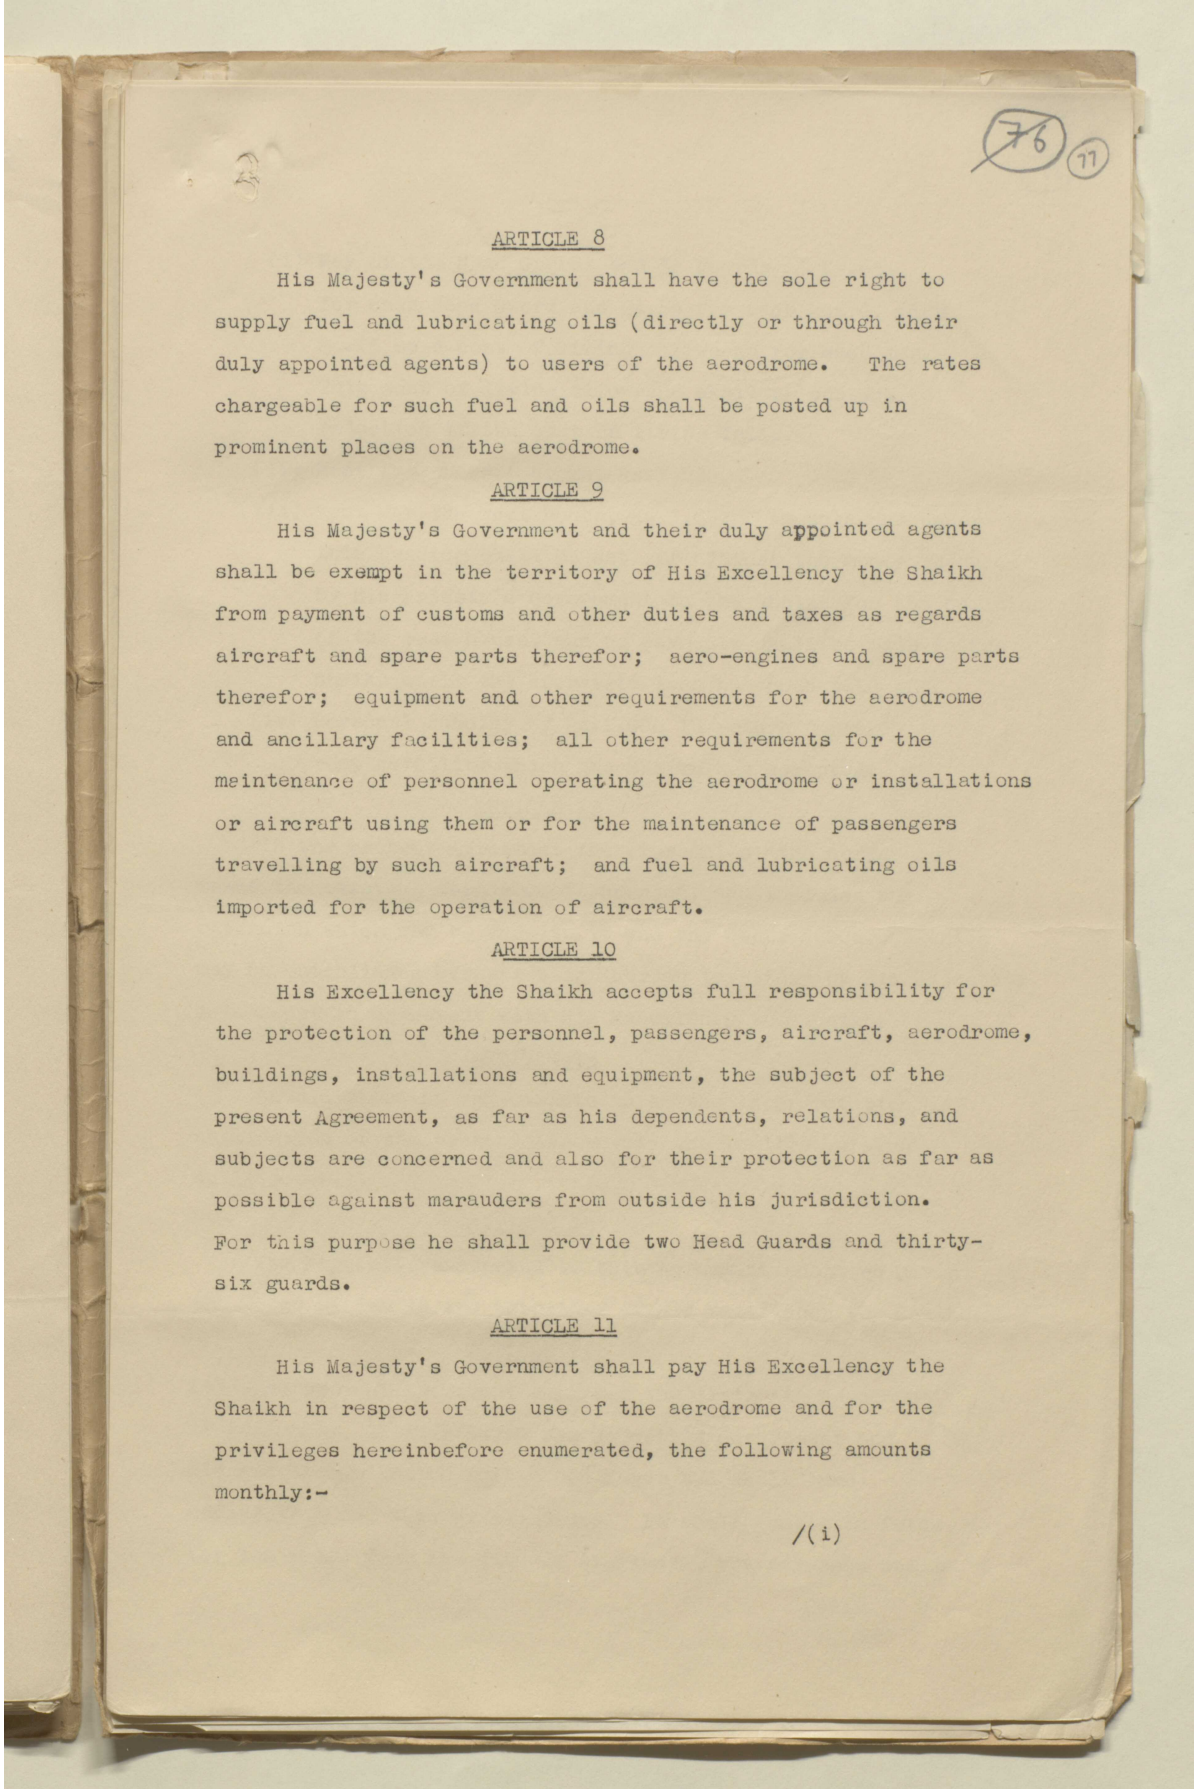 76
77
ARTICLE 8
His Majesty's Government shall have the sole right to
supply fuel and lubricating oils (directly or through their
duly appointed agents) to users of the aerodrome. The rates
chargeable for such fuel and oils shall be posted up in
prominent places on the aerodrome.
ARTICLE 9
His Majesty's Government and their duly appointed agents
shall be exempt in the territory of His Excellency the Shaikh
from payment of customs and other duties and taxes as regards
aircraft and spare parts therefor; aero-engines and spare parts
therefor; equipment and other requirements for the aerodrome
and ancillary facilities; all other requirements for the
maintenance of personnel operating the aerodrome or installations
or aircraft using them or for the maintenance of passengers
travelling by such aircraft; and fuel and lubricating oils
imported for the operation of aircraft.
ARTICLE 10
His Excellency the Shaikh accepts full responsibility for
the protection of the personnel, passengers, aircraft, aerodrome,
buildings, installations and equipment, the subject of the
present Agreement, as far as his dependents, relations, and
subjects are concerned and also for their protection as far as
possible against marauders from outside his jurisdiction.
For this purpose he shall provide two Head Guards and thirty-
six guards.
ARTICLE 11
His Majesty's Government shall pay His Excellency the
Shaikh in respect of the use of the aerodrome and for the
privileges hereinbefore enumerated, the following amounts
monthly:-
/(i)